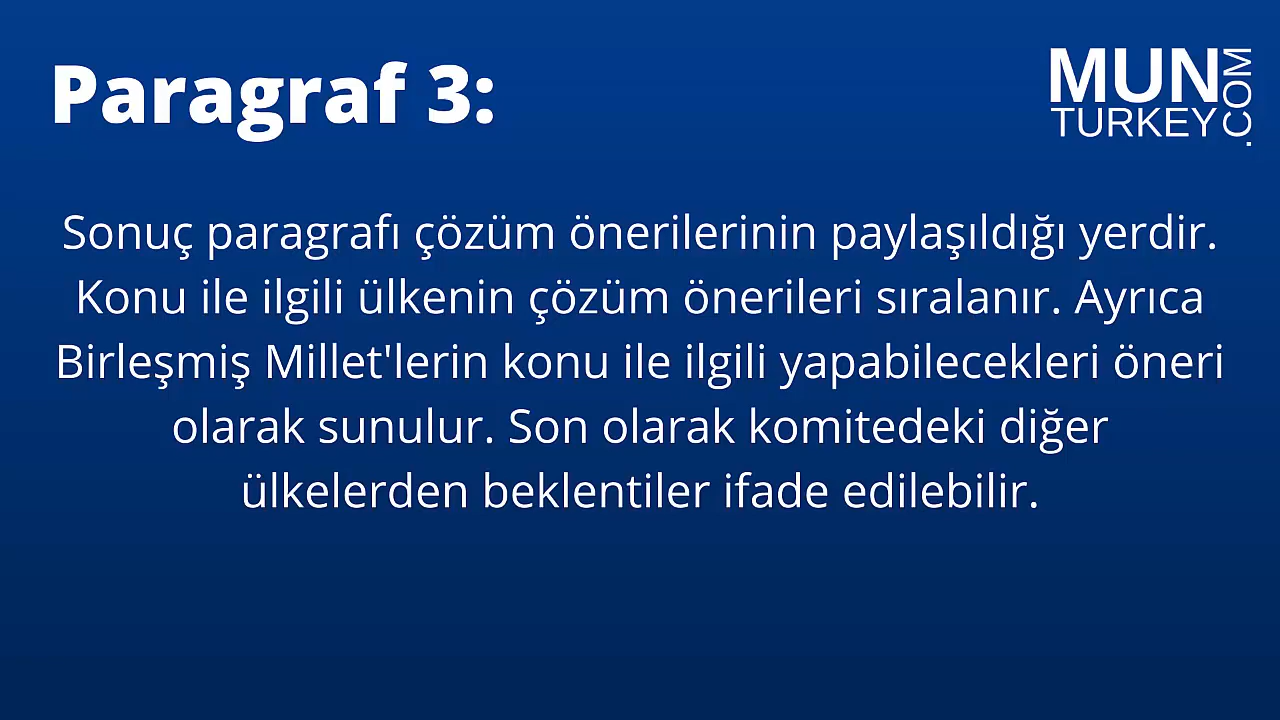 Paragraf 3:
MUN
TURKEY
.COM
Sonuç paragrafı çözüm önerilerinin paylaşıldığı yerdir.
Konu ile ilgili ülkenin çözüm önerileri sıralanır. Ayrıca
Birleşmiş Millet'lerin konu ile ilgili yapabilecekleri öneri
olarak sunulur. Son olarak komitedeki diğer
ülkelerden beklentiler ifade edilebilir.